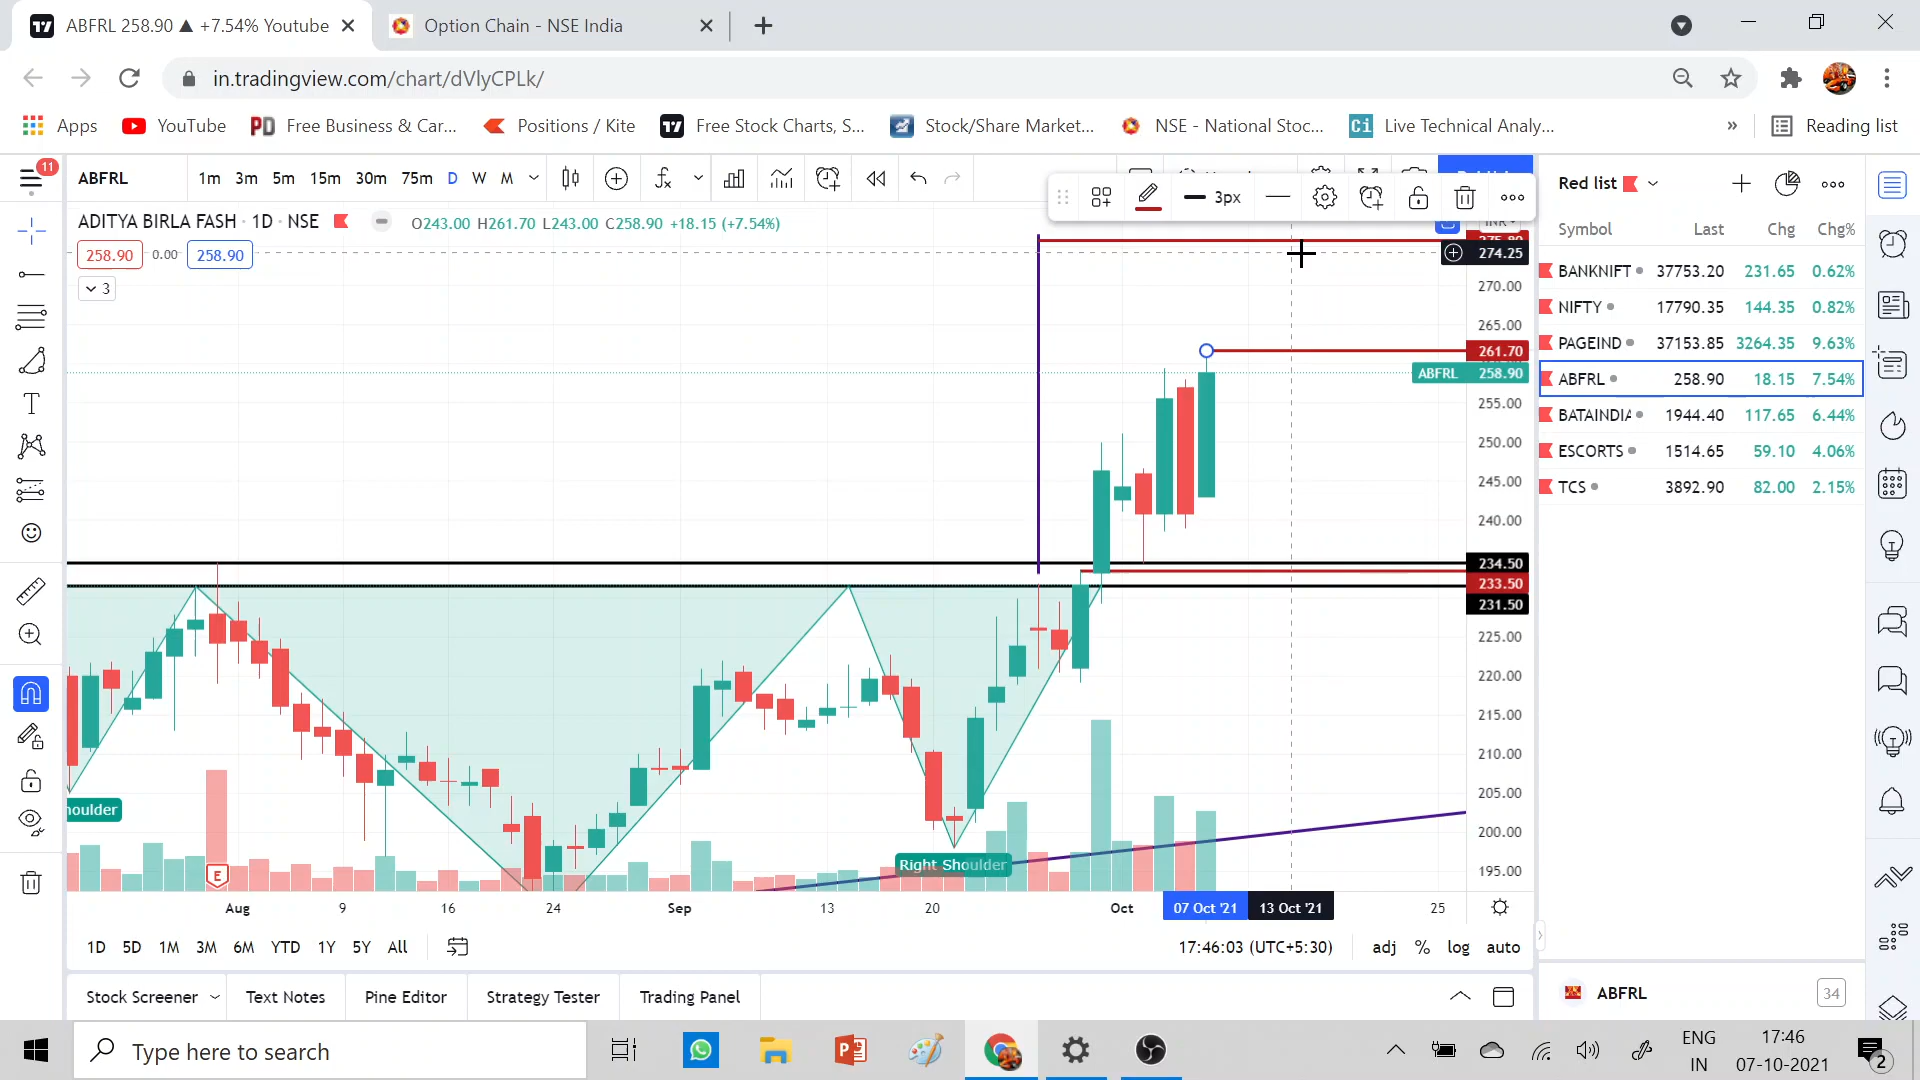 ABFRL 258.90 ▲ +7.54% Youtube
Option Chain - NSE India
in.tradingview.com/chart/dVlyCPLk/
Apps
YouTube
PD
Free Business & Car...
Positions / Kite
Free Stock Charts, S...
Stock/Share Market...
NSE - National Stoc...
Ci
Live Technical Analy...
»
Reading list
11
ABFRL
1m 3m 5m 15m 30m 75m D W M
3px
Red list
ADITYA BIRLA FASH · 1D · NSE
O243.00 H261.70 L243.00 C258.90 +18.15 (+7.54%)
258.90 0.00 258.90
3
Symbol Last Chg Chg%
BANKNIFT 37753.20 231.65 0.62%
NIFTY 17790.35 144.35 0.82%
PAGEIND 37153.85 3264.35 9.63%
ABFRL 258.90 18.15 7.54%
BATAINDIA 1944.40 117.65 6.44%
ESCORTS 1514.65 59.10 4.06%
TCS 3892.90 82.00 2.15%
274.25
270.00
265.00
261.70
ABFRL 258.90
255.00
250.00
245.00
240.00
234.50
233.50
231.50
225.00
220.00
215.00
210.00
205.00
200.00
195.00
houlder
Right Shoulder
E
Aug 9 16 24 Sep 13 20 Oct 07 Oct '21 13 Oct '21 25
1D 5D 1M 3M 6M YTD 1Y 5Y All
17:46:03 (UTC+5:30)
adj % log auto
Stock Screener
Text Notes
Pine Editor
Strategy Tester
Trading Panel
ABFRL
34
Type here to search
ENG
IN
17:46
07-10-2021
2